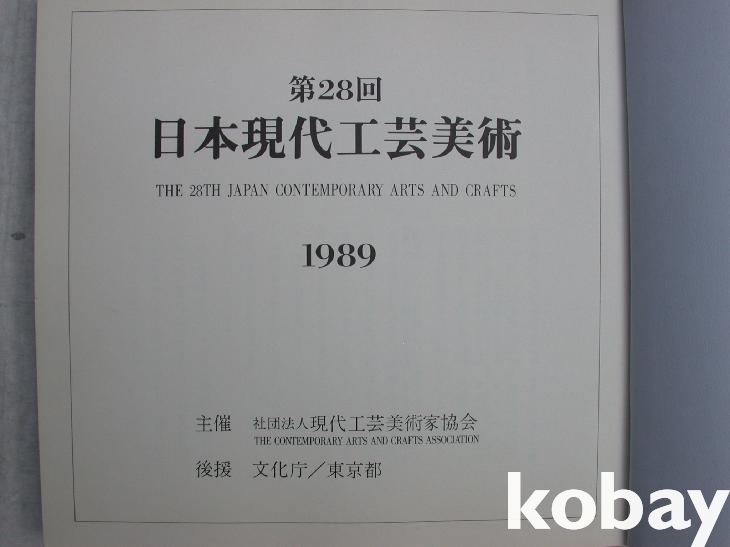 第28回
日本現代工芸美術
THE 28TH JAPAN CONTEMPORARY ARTS AND CRAFTS
1989
主催 社団法人現代工芸美術家協会
THE CONTEMPORARY ARTS AND CRAFTS ASSOCIATION
後援 文化庁／東京都
kobay